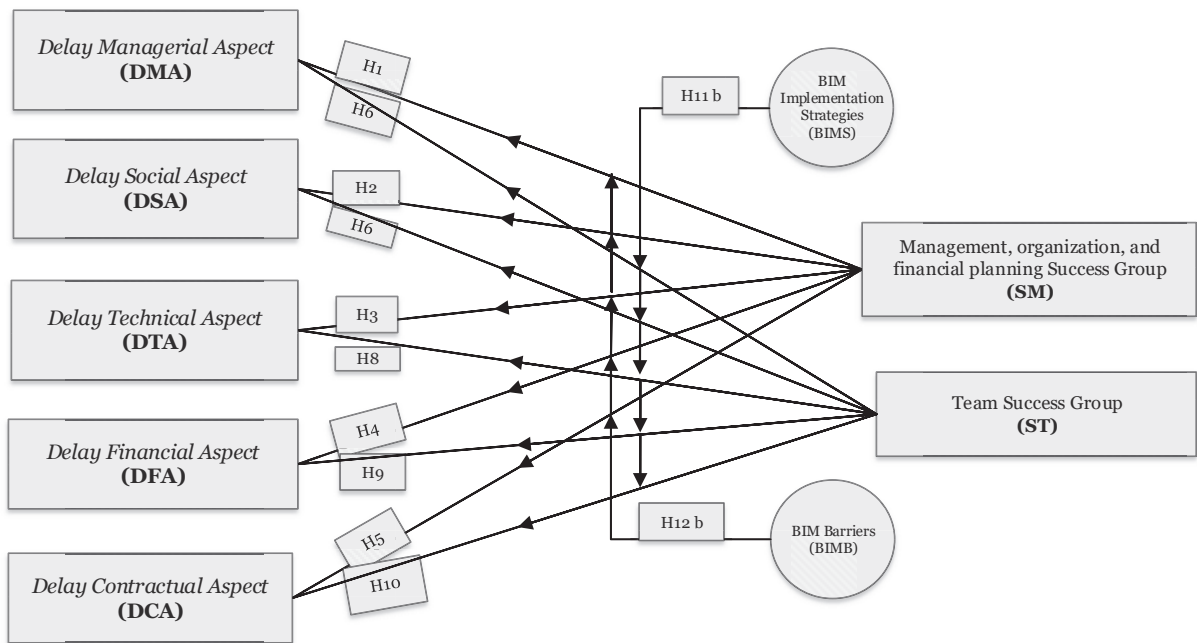 Delay Managerial Aspect
(DMA)
H1
H6
H11 b
BIM
Implementation
Strategies
(BIMS)
Delay Social Aspect
(DSA)
H2
H6
Management, organization, and
financial planning Success Group
(SM)
Delay Technical Aspect
(DTA)
H3
H8
Team Success Group
(ST)
Delay Financial Aspect
(DFA)
H4
H9
H12 b
BIM Barriers
(BIMB)
Delay Contractual Aspect
(DCA)
H5
H10